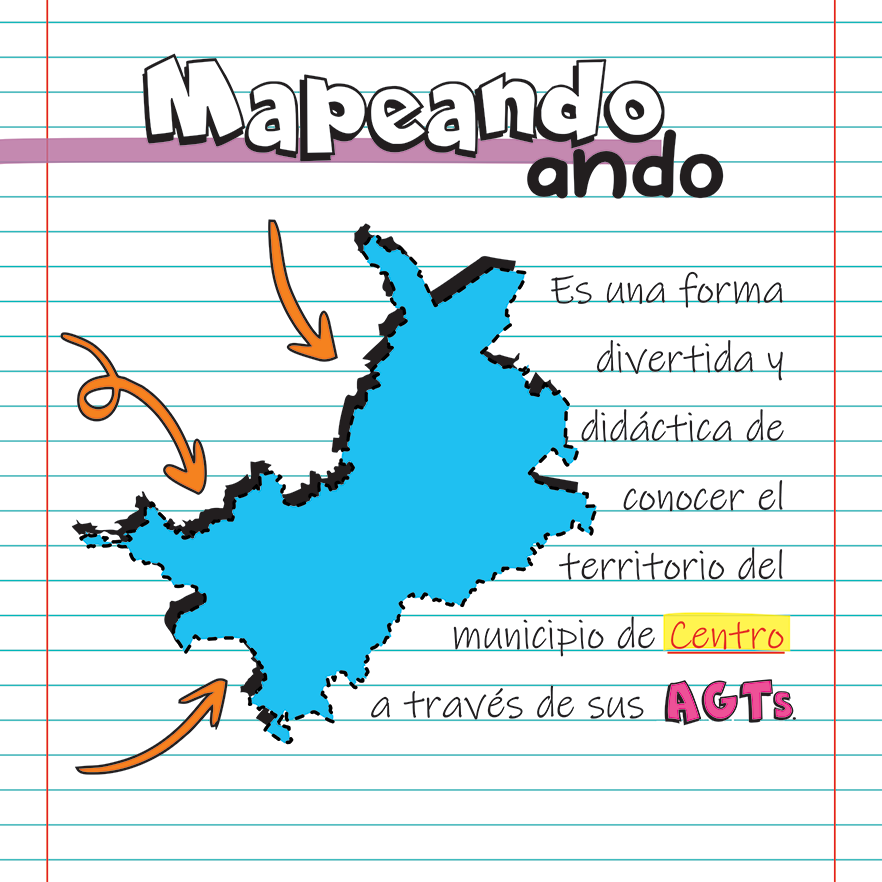 Mapeando
ando
Es una forma
divertida y
didáctica de
conocer el
territorio del
municipio de Centro
a través de sus AGTs.